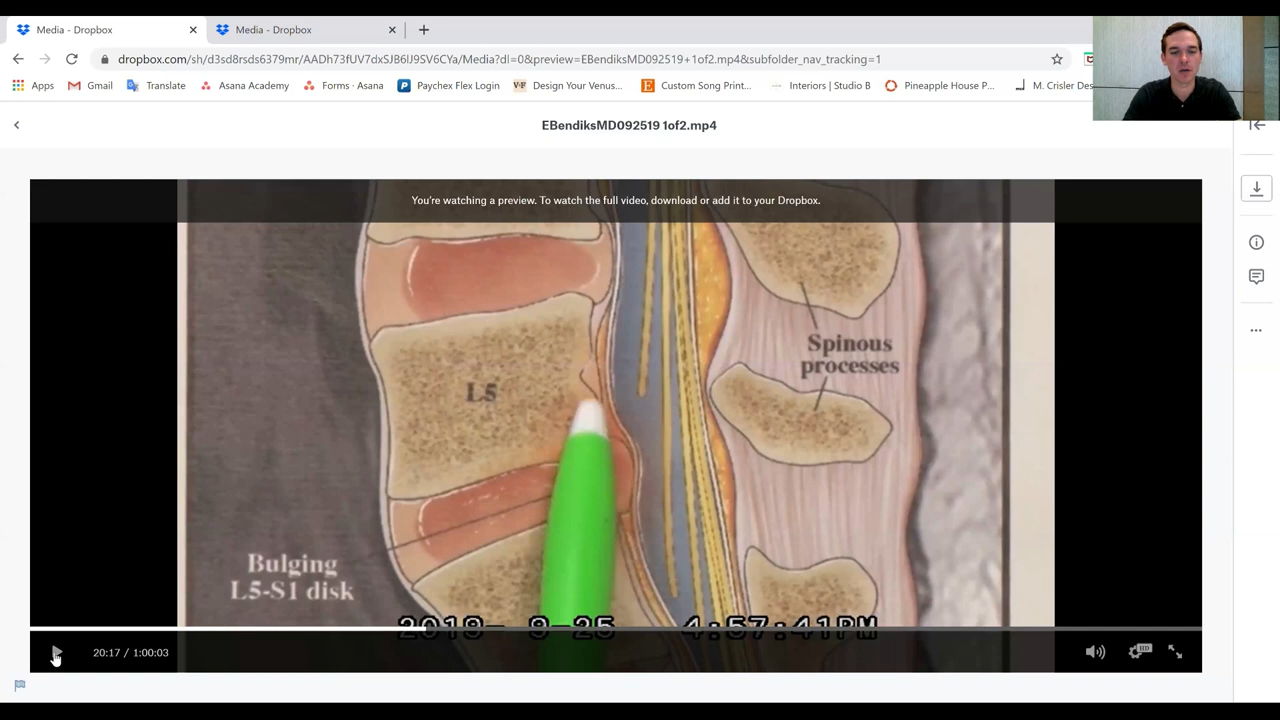 Media - Dropbox
Media - Dropbox
dropbox.com/sh/d3sd8rsds6379mr/AADh73fUV7dxEJB6IJ9SV6CYa/Media?dl=0&preview=EBendiksMD092519+1of2.mp4&subfolder_nav_tracking=1
Apps
Gmail
Translate
Asana Academy
Forms · Asana
Paychex Flex Login
Design Your Venus...
Custom Song Print...
Interiors | Studio B
Pineapple House P...
M. Crisler Des
EBendiksMD092519 1of2.mp4
You're watching a preview. To watch the full video, download or add it to your Dropbox.
Spinous
processes
L5
Bulging
L5-S1 disk
2019- 9-25 4:57:41PM
20:17 / 1:00:03
HD